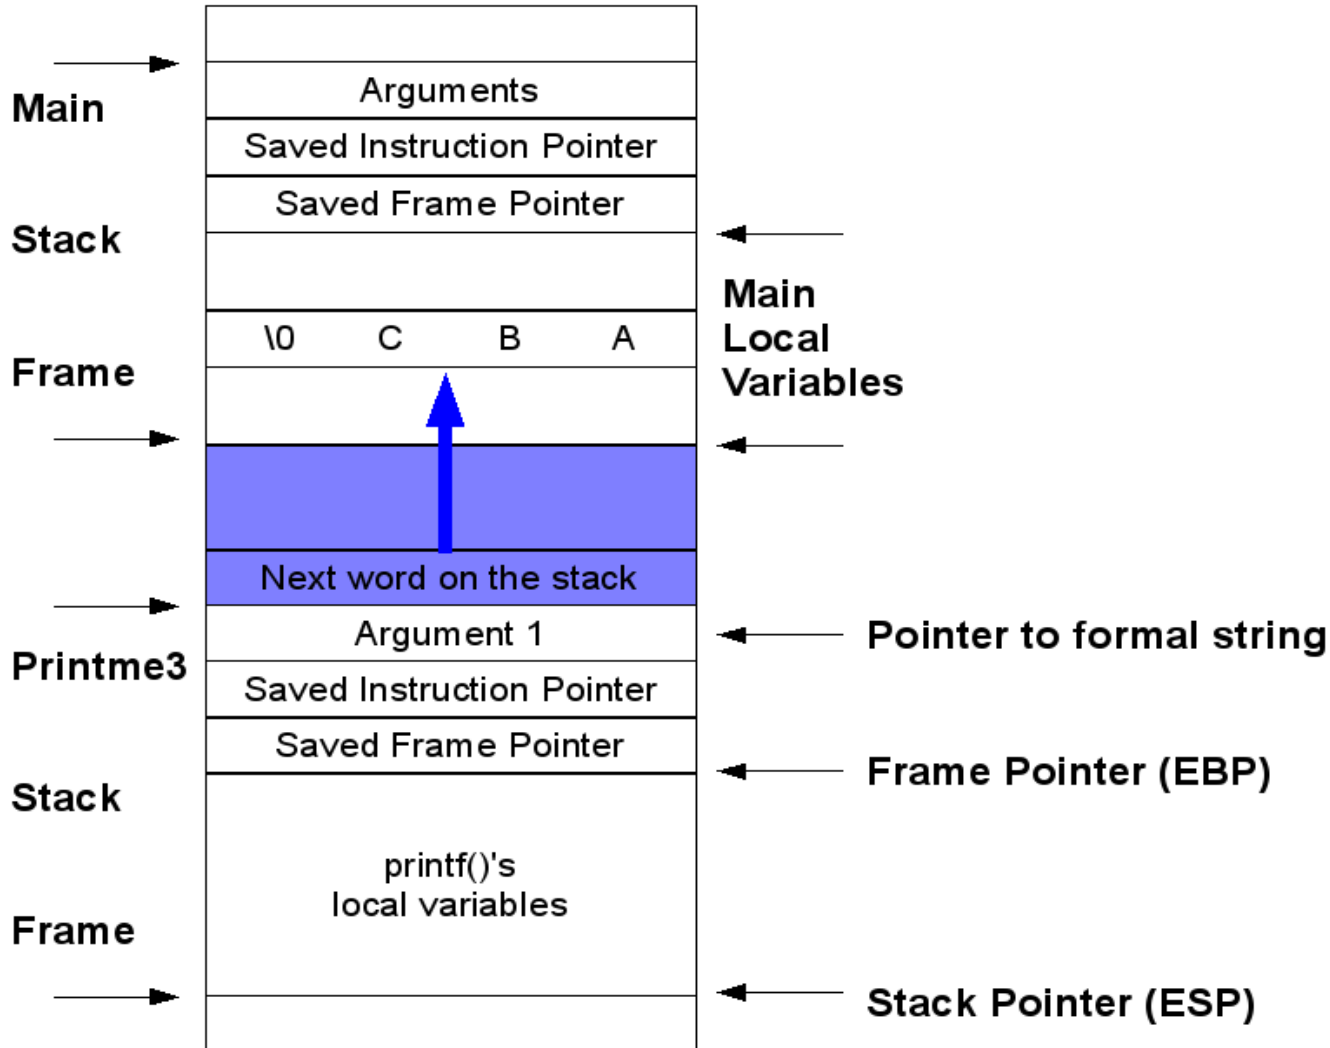 Arguments
Main
Saved Instruction Pointer
Saved Frame Pointer
Stack
Main
Local
Variables
\0 C B A
Frame
Next word on the stack
Argument 1
Pointer to formal string
Printme3
Saved Instruction Pointer
Saved Frame Pointer
Frame Pointer (EBP)
Stack
printf()'s
local variables
Frame
Stack Pointer (ESP)